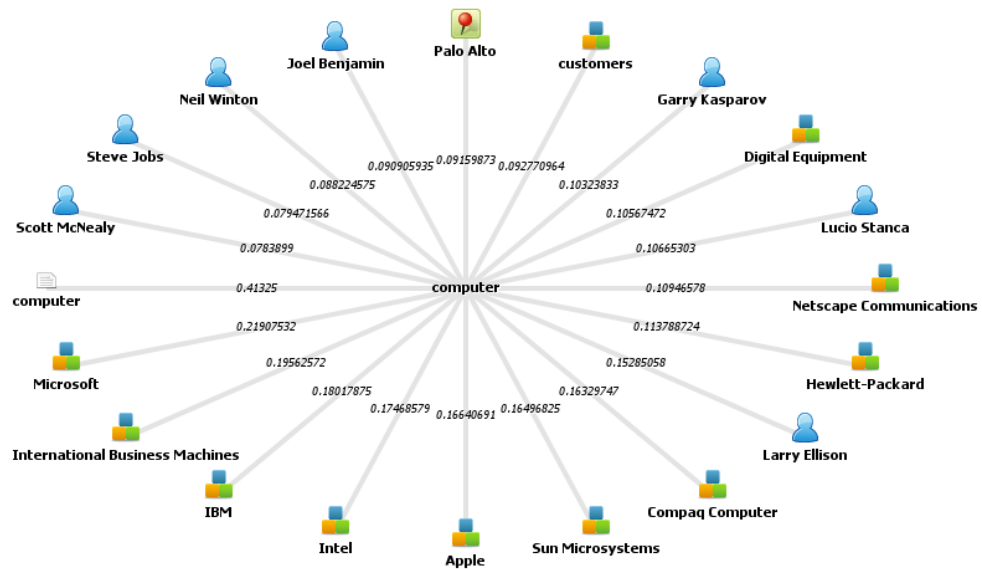 Palo Alto
customers
Joel Benjamin
Neil Winton
Garry Kasparov
Steve Jobs
Digital Equipment
0.090905935
0.09159873
0.092770964
0.088224575
0.10323833
0.079471566
0.10567472
Scott McNealy
Lucio Stanca
0.0783899
0.10665303
computer
0.41325
computer
0.10946578
Netscape Communications
0.21907532
0.113788724
Microsoft
0.19562572
0.15285058
Hewlett-Packard
0.18017875
0.16329747
0.17468579
0.16640691
0.16496825
International Business Machines
Larry Ellison
IBM
Compaq Computer
Intel
Apple
Sun Microsystems